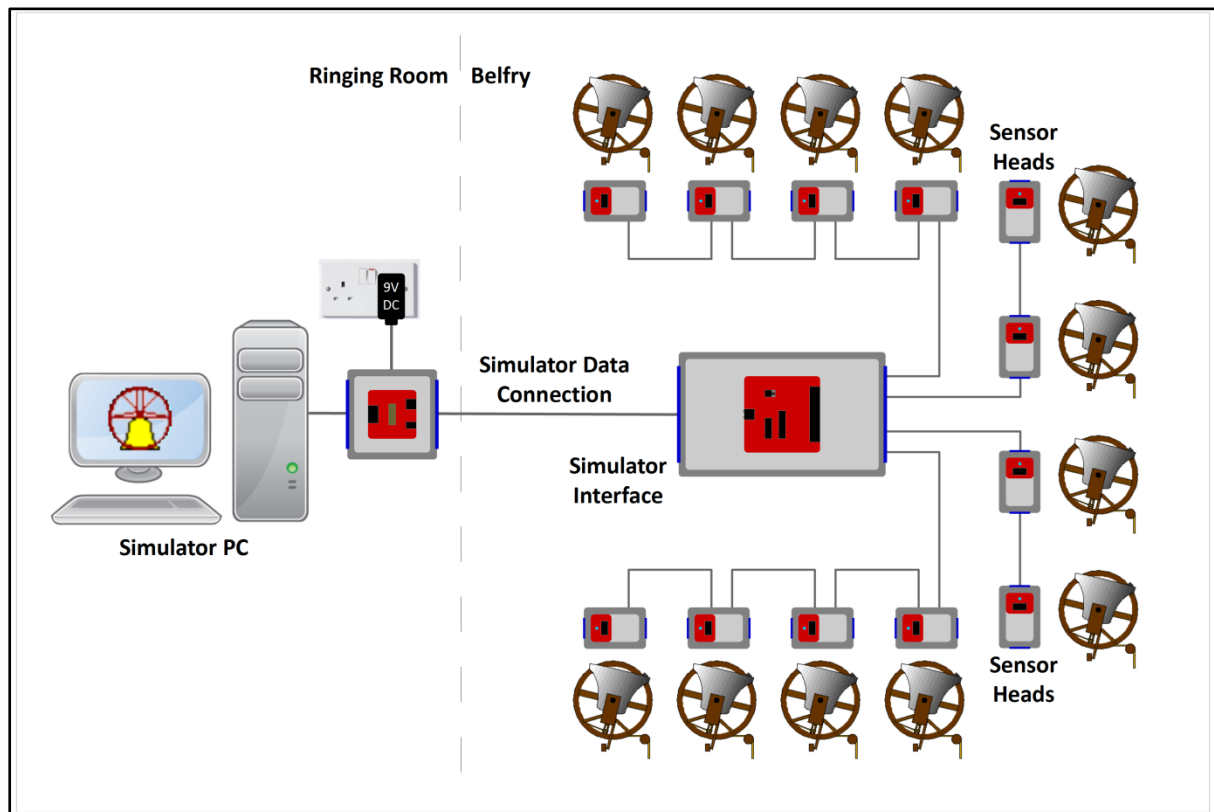 Ringing Room
Belfry
Sensor
Heads
9V
DC
Simulator Data
Connection
Simulator
Interface
Simulator PC
Sensor
Heads